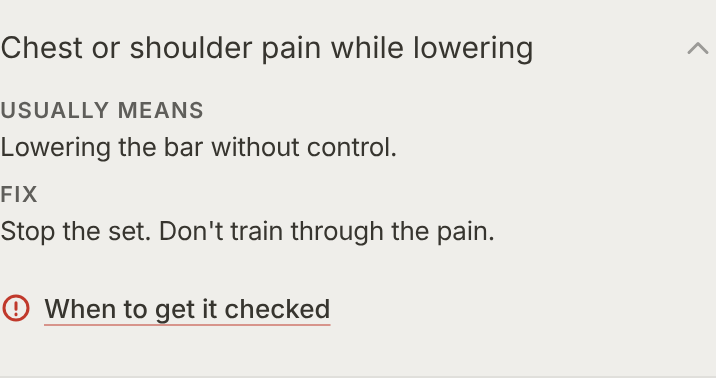 Chest or shoulder pain while lowering
USUALLY MEANS
Lowering the bar without control.
FIX
Stop the set. Don't train through the pain.
When to get it checked